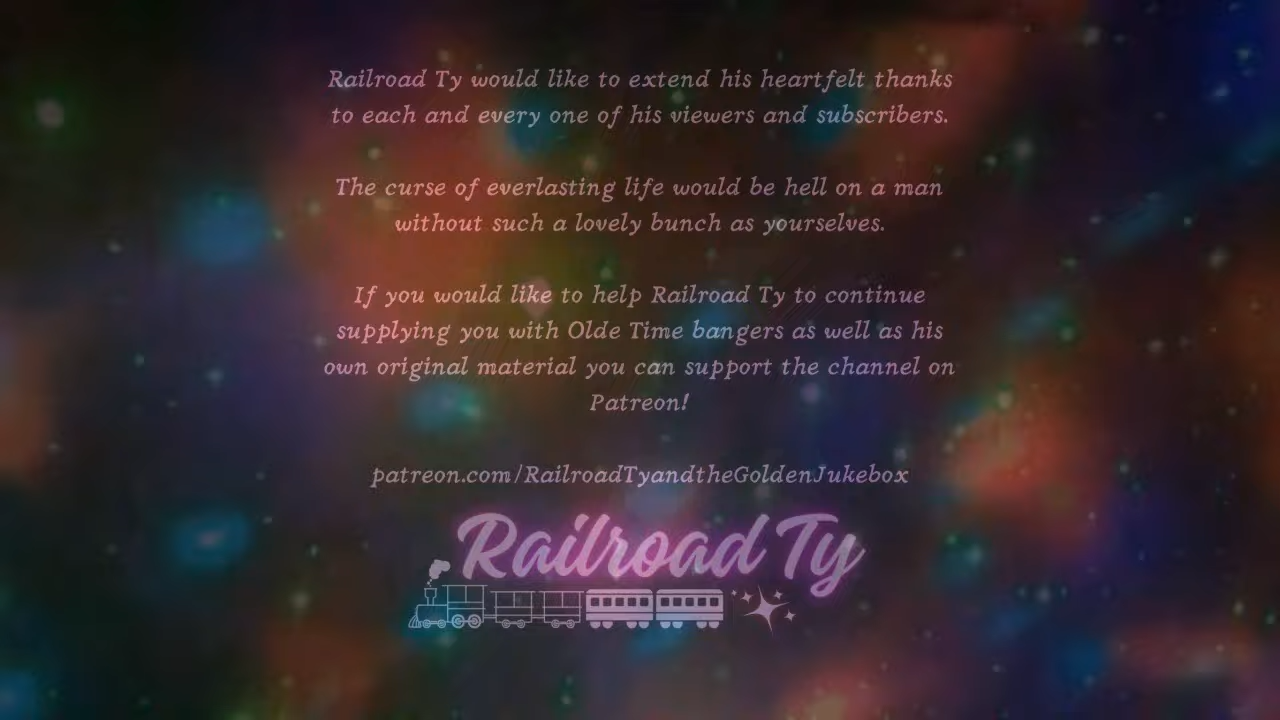 Railroad Ty would like to extend his heartfelt thanks
to each and every one of his viewers and subscribers.
The curse of everlasting life would be hell on a man
without such a lovely bunch as yourselves.
If you would like to help Railroad Ty to continue
supplying you with Olde Time bangers as well as his
own original material you can support the channel on
Patreon!
patreon.com/RailroadTyandtheGoldenJukebox
Railroad Ty